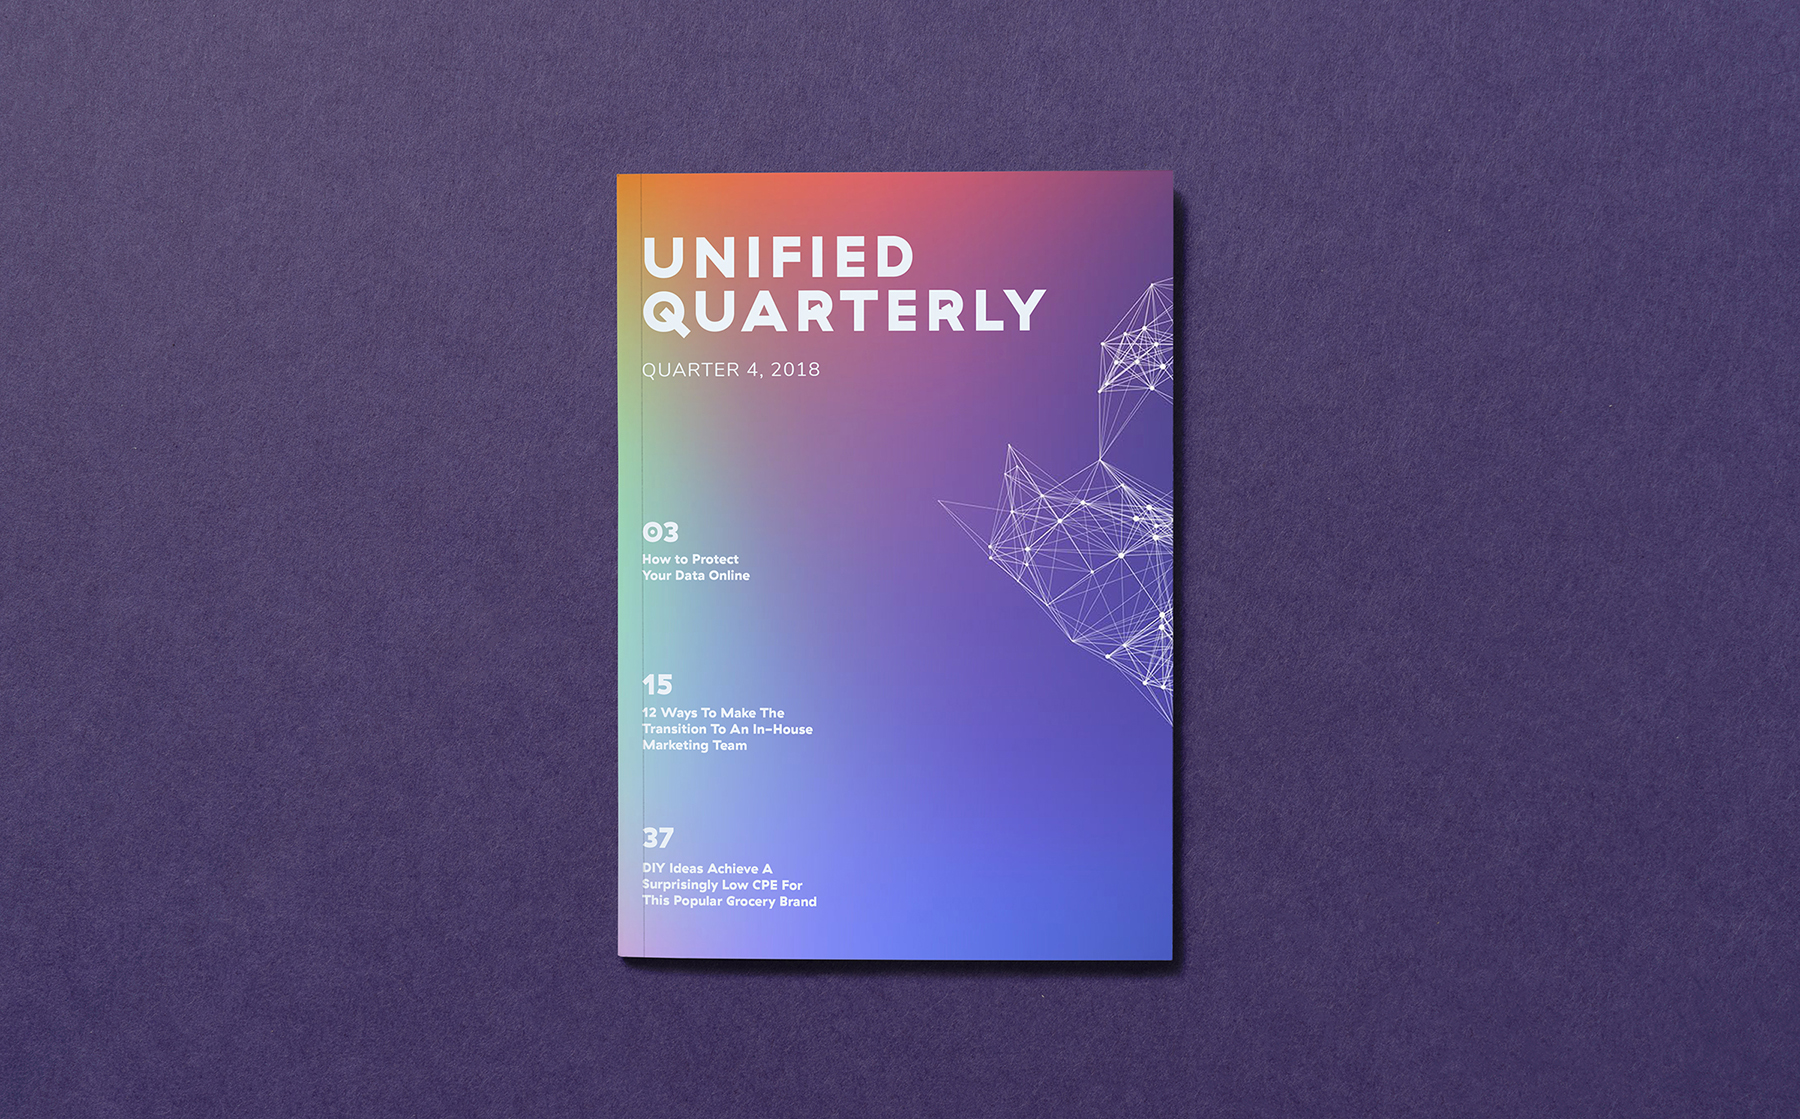 UNIFIED
QUARTERLY
QUARTER 4, 2018
03
How to Protect
Your Data Online
15
12 Ways To Make The
Transition To An In-House
Marketing Team
37
DIY Ideas Achieve A
Surprisingly Low CPE For
This Popular Grocery Brand